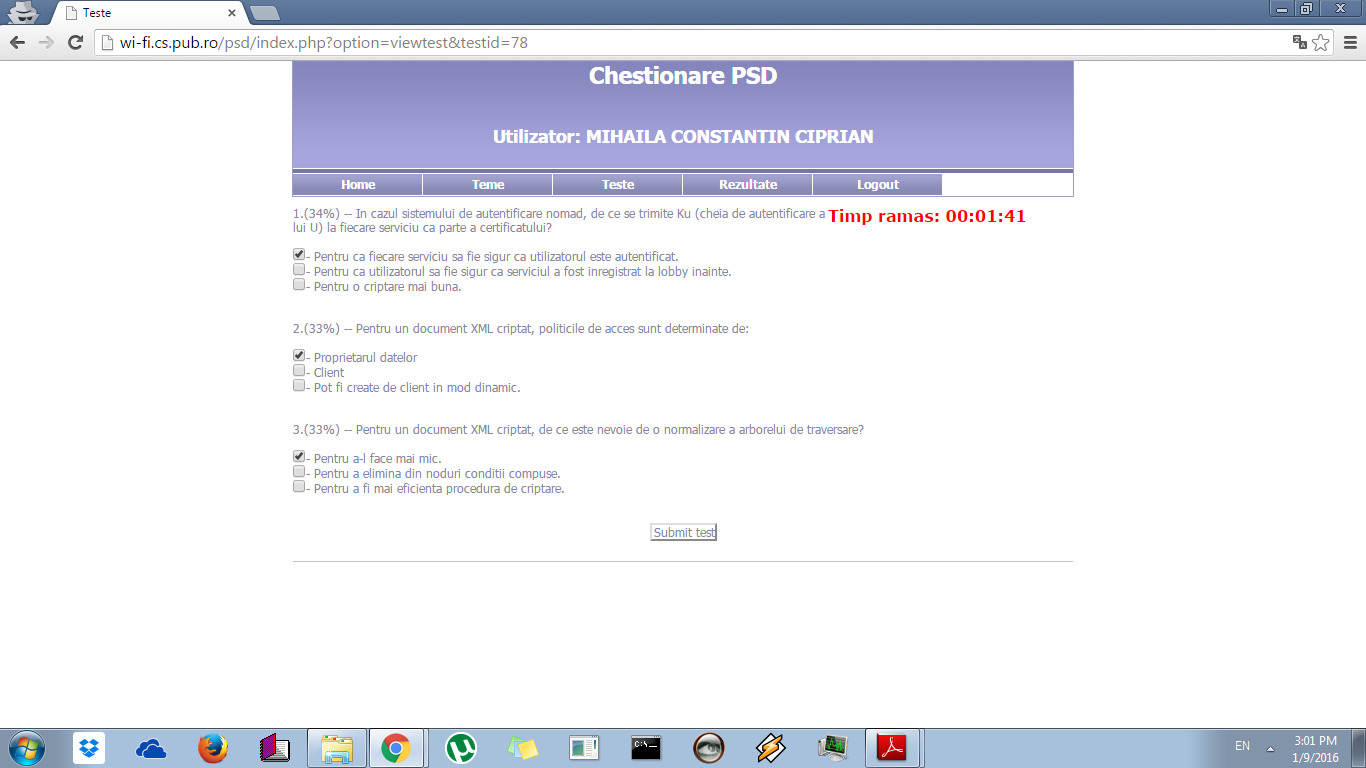 Teste
wi-fi.cs.pub.ro/psd/index.php?option=viewtest&testid=78
Chestionare PSD
Utilizator: MIHAILA CONSTANTIN CIPRIAN
Home Teme Teste Rezultate Logout
1.(34%) -- In cazul sistemului de autentificare nomad, de ce se trimite Ku (cheia de autentificare a
lui U) la fiecare serviciu ca parte a certificatului?
Timp ramas: 00:01:41
- Pentru ca fiecare serviciu sa fie sigur ca utilizatorul este autentificat.
- Pentru ca utilizatorul sa fie sigur ca serviciul a fost inregistrat la lobby inainte.
- Pentru o criptare mai buna.
2.(33%) -- Pentru un document XML criptat, politicile de acces sunt determinate de:
- Proprietarul datelor
- Client
- Pot fi create de client in mod dinamic.
3.(33%) -- Pentru un document XML criptat, de ce este nevoie de o normalizare a arborelui de traversare?
- Pentru a-l face mai mic.
- Pentru a elimina din noduri conditii compuse.
- Pentru a fi mai eficienta procedura de criptare.
Submit test
C:\_
EN
3:01 PM
1/9/2016